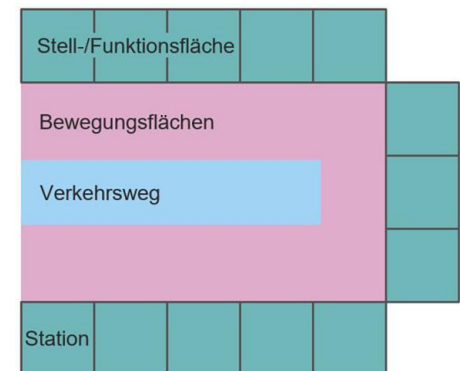 Stell-/Funktionsfläche
Bewegungsflächen
Verkehrsweg
Station